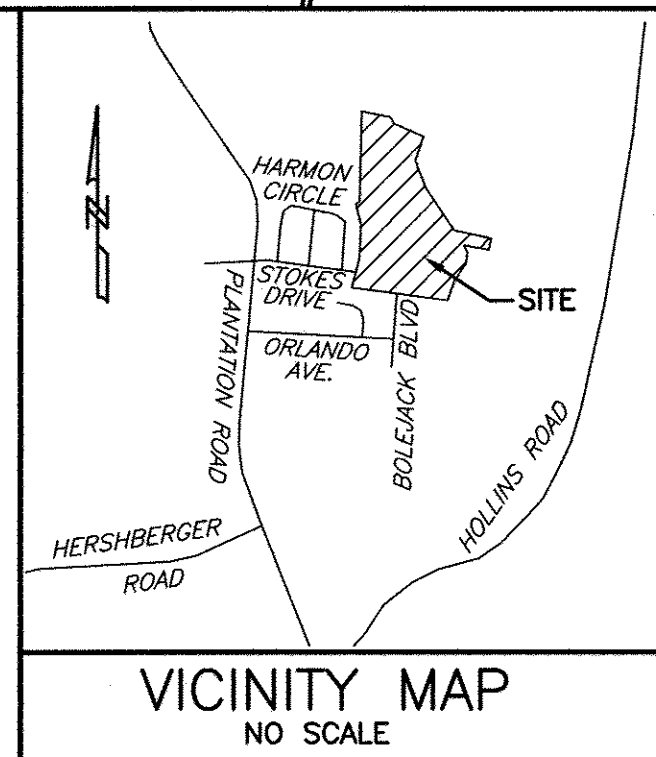 HARMON
CIRCLE
N
STOKES
DRIVE
SITE
PLANTATION ROAD
ORLANDO
AVE.
BOLEJACK BLVD
HOLLINS ROAD
HERSHBERGER
ROAD
VICINITY MAP
NO SCALE